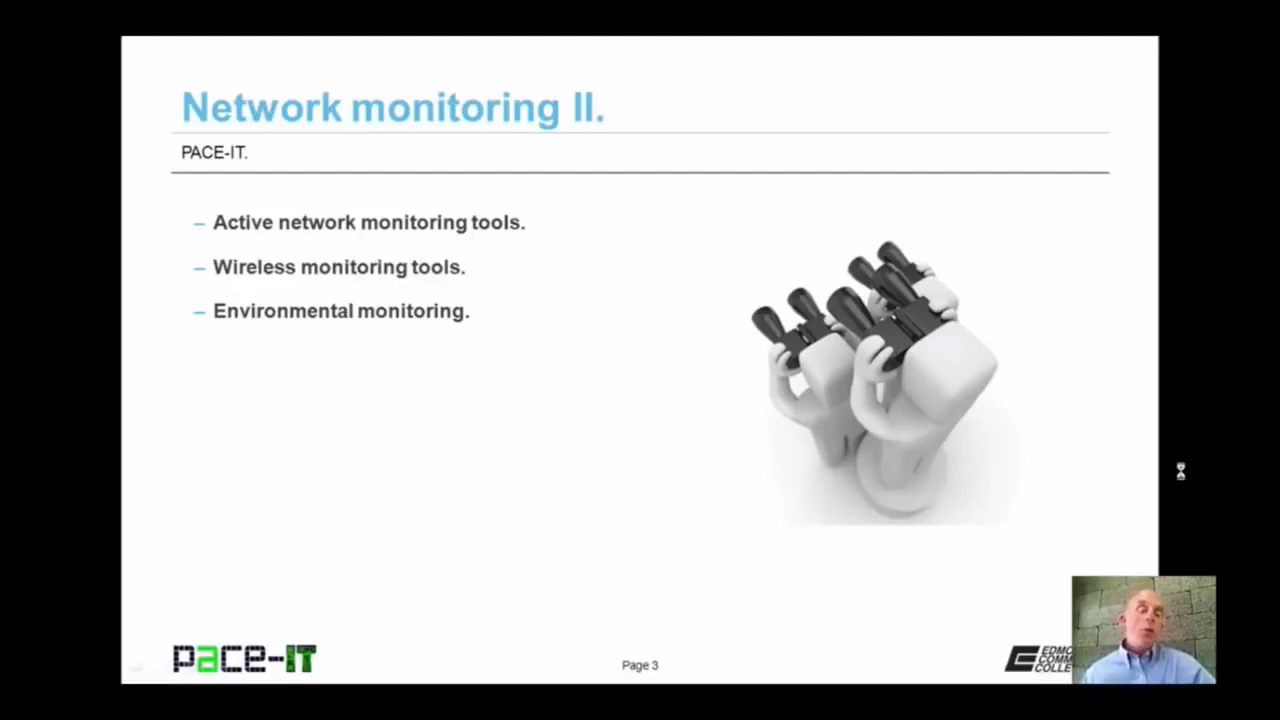 Network monitoring II.
PACE-IT.
– Active network monitoring tools.
– Wireless monitoring tools.
– Environmental monitoring.
pace-IT
Page 3